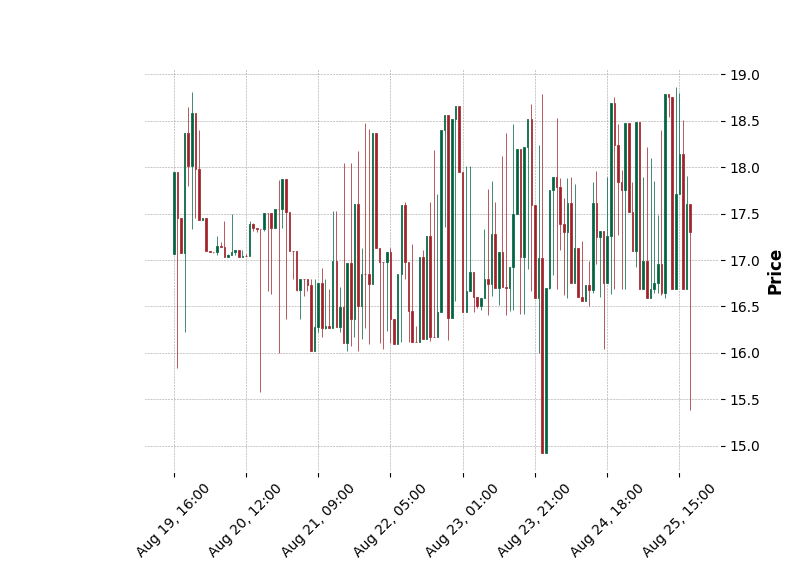 19.0
18.5
18.0
17.5
17.0
16.5
16.0
15.5
15.0
Price
Aug 19, 16:00
Aug 20, 12:00
Aug 21, 09:00
Aug 22, 05:00
Aug 23, 01:00
Aug 23, 21:00
Aug 24, 18:00
Aug 25, 15:00